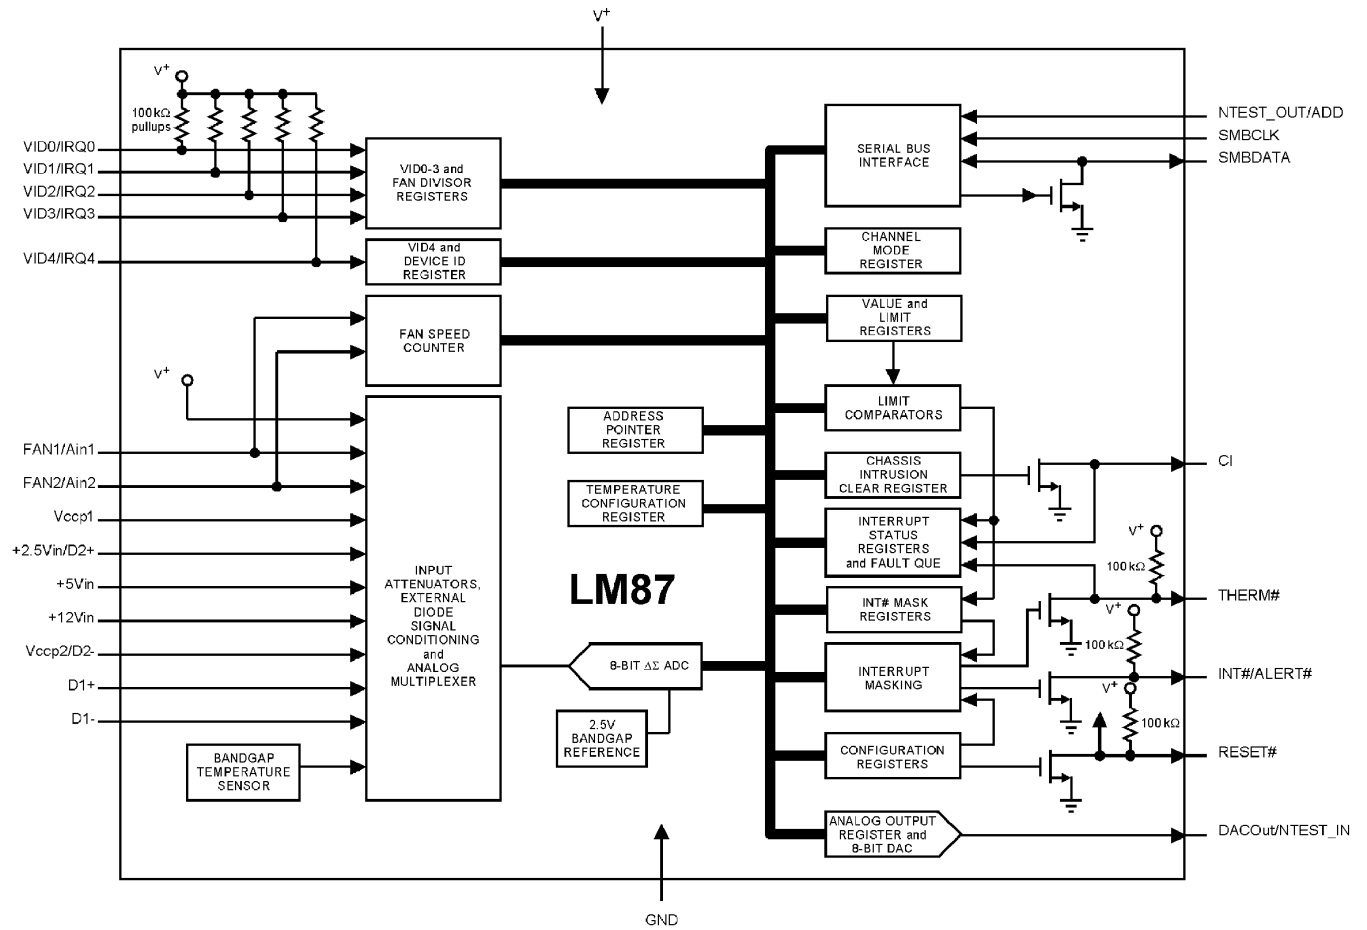 V+
V+
100kΩ
pullups
VID0/IRQ0
VID1/IRQ1
VID2/IRQ2
VID3/IRQ3
VID4/IRQ4
VID0-3 and
FAN DIVISOR
REGISTERS
VID4 and
DEVICE ID
REGISTER
FAN SPEED
COUNTER
V+
FAN1/Ain1
FAN2/Ain2
Vccp1
+2.5Vin/D2+
+5Vin
+12Vin
Vccp2/D2-
D1+
D1-
INPUT
ATTENUATORS,
EXTERNAL
DIODE
SIGNAL
CONDITIONING
and
ANALOG
MULTIPLEXER
BANDGAP
TEMPERATURE
SENSOR
ADDRESS
POINTER
REGISTER
TEMPERATURE
CONFIGURATION
REGISTER
LM87
8-BIT ΔΣ ADC
2.5V
BANDGAP
REFERENCE
SERIAL BUS
INTERFACE
CHANNEL
MODE
REGISTER
VALUE and
LIMIT
REGISTERS
LIMIT
COMPARATORS
CHASSIS
INTRUSION
CLEAR REGISTER
INTERRUPT
STATUS
REGISTERS
and FAULT QUE
INT# MASK
REGISTERS
INTERRUPT
MASKING
CONFIGURATION
REGISTERS
ANALOG OUTPUT
REGISTER and
8-BIT DAC
NTEST_OUT/ADD
SMBCLK
SMBDATA
CI
V+
100kΩ
THERM#
V+
100kΩ
INT#/ALERT#
V+
100kΩ
RESET#
DACOut/NTEST_IN
GND